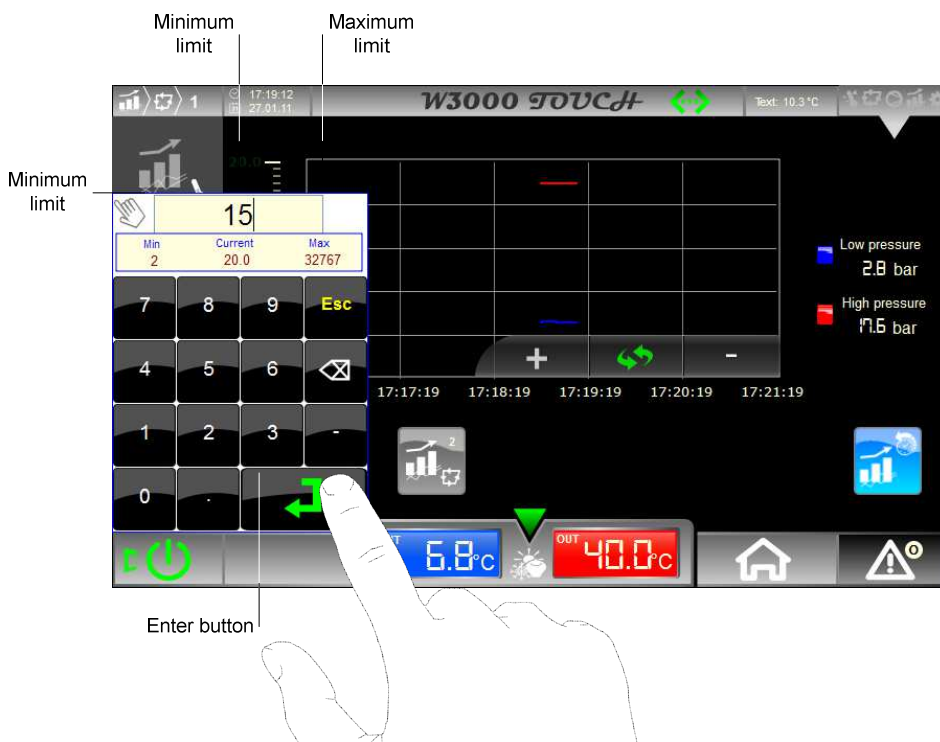 Minimum
limit
Maximum
limit
1
17:19:12
27.01.11
W3000 TOUCH
Text: 10.3 °C
20.0
Minimum
limit
15
Min
Current
Max
2
20.0
32767
7
8
9
Esc
4
5
6
1
2
3
-
0
.
+
-
17:17:19
17:18:19
17:19:19
17:20:19
17:21:19
Low pressure
2.8 bar
High pressure
17.6 bar
2
6.8°C
OUT
40.0°C
0
Enter button